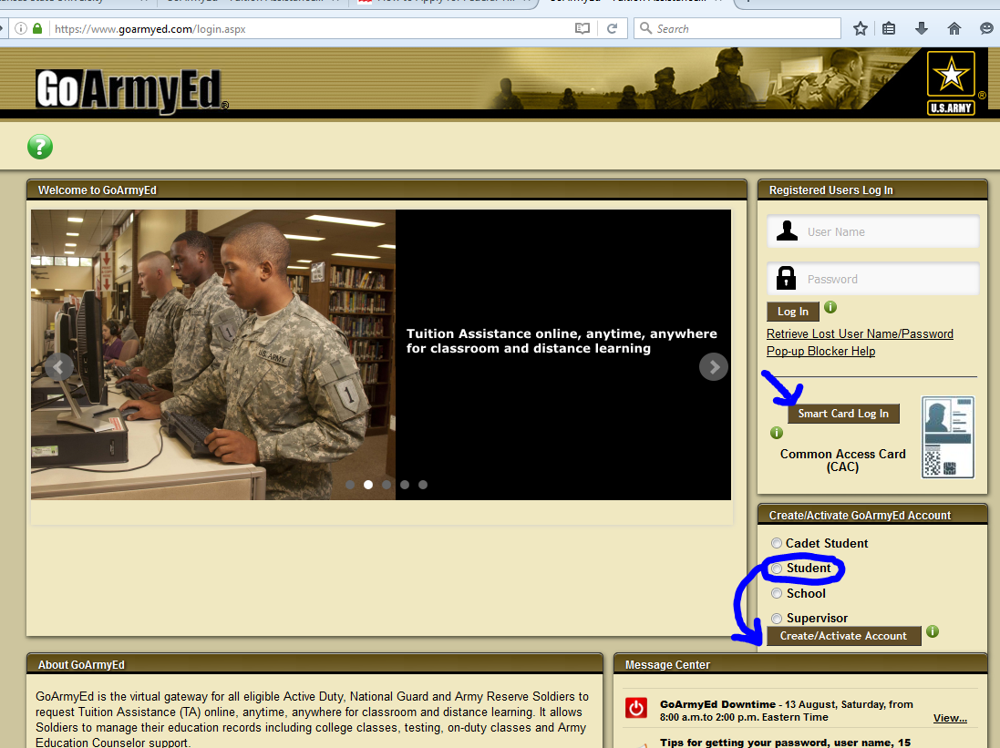 https://www.goarmyed.com/login.aspx
Search
GoArmyEd®
U.S.ARMY ®
?
Welcome to GoArmyEd
Tuition Assistance online, anytime, anywhere
for classroom and distance learning
U.S. ARMY
1
Registered Users Log In
User Name
Password
Log In
Retrieve Lost User Name/Password
Pop-up Blocker Help
Smart Card Log In
Common Access Card
(CAC)
Create/Activate GoArmyEd Account
Cadet Student
Student
School
Supervisor
Create/Activate Account
About GoArmyEd
GoArmyEd is the virtual gateway for all eligible Active Duty, National Guard and Army Reserve Soldiers to
request Tuition Assistance (TA) online, anytime, anywhere for classroom and distance learning. It allows
Soldiers to manage their education records including college classes, testing, on-duty classes and Army
Education Counselor support.
Message Center
GoArmyEd Downtime - 13 August, Saturday, from
8:00 a.m.to 2:00 p.m. Eastern Time
View...
Tips for getting your password, user name, 15